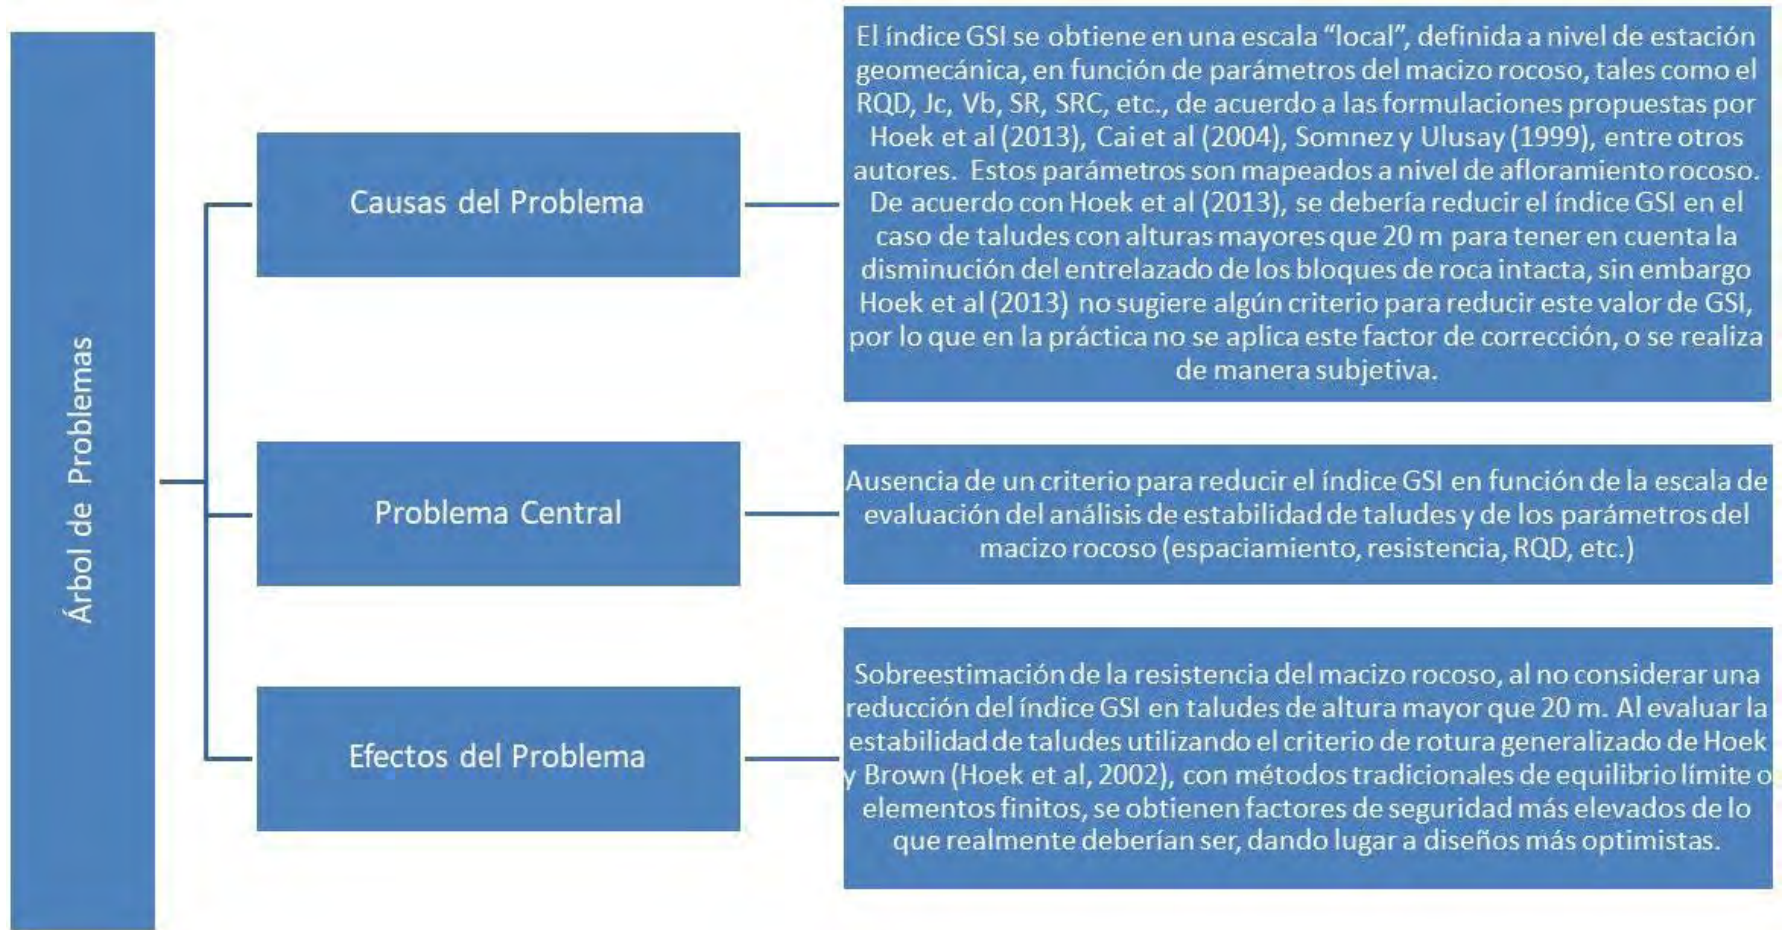 Árbol de Problemas
Causas del Problema
El índice GSI se obtiene en una escala “local”, definida a nivel de estación
geomecánica, en función de parámetros del macizo rocoso, tales como el
RQD, Jc, Vb, SR, SRC, etc., de acuerdo a las formulaciones propuestas por
Hoek et al (2013), Cai et al (2004), Somnez y Ulusay (1999), entre otros
autores. Estos parámetros son mapeados a nivel de afloramiento rocoso.
De acuerdo con Hoek et al (2013), se debería reducir el índice GSI en el
caso de taludes con alturas mayores que 20 m para tener en cuenta la
disminución del entrelazado de los bloques de roca intacta, sin embargo
Hoek et al (2013) no sugiere algún criterio para reducir este valor de GSI,
por lo que en la práctica no se aplica este factor de corrección, o se realiza
de manera subjetiva.
Problema Central
Ausencia de un criterio para reducir el índice GSI en función de la escala de
evaluación del análisis de estabilidad de taludes y de los parámetros del
macizo rocoso (espaciamiento, resistencia, RQD, etc.)
Efectos del Problema
Sobreestimación de la resistencia del macizo rocoso, al no considerar una
reducción del índice GSI en taludes de altura mayor que 20 m. Al evaluar la
estabilidad de taludes utilizando el criterio de rotura generalizado de Hoek
y Brown (Hoek et al, 2002), con métodos tradicionales de equilibrio límite o
elementos finitos, se obtienen factores de seguridad más elevados de lo
que realmente deberían ser, dando lugar a diseños más optimistas.